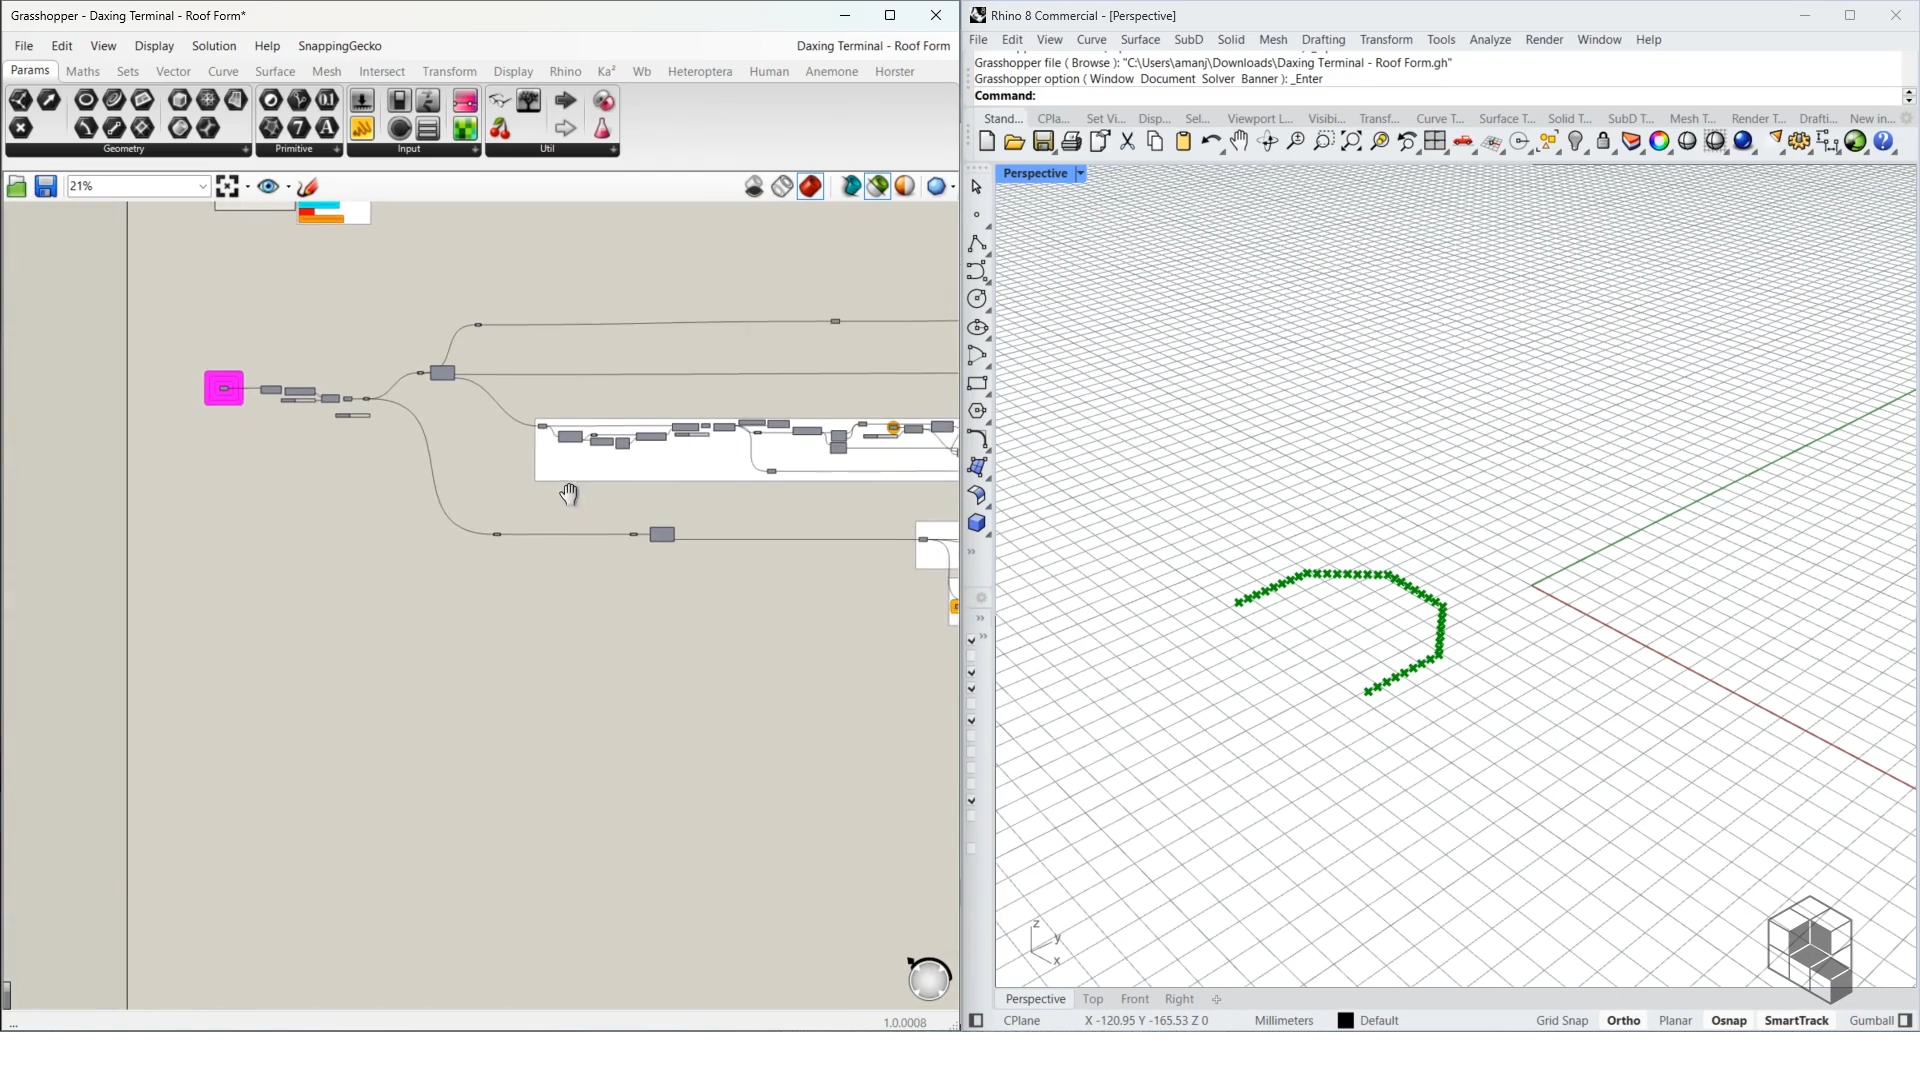 Grasshopper - Daxing Terminal - Roof Form*
File Edit View Display Solution Help SnappingGecko
Daxing Terminal - Roof Form
Params Maths Sets Vector Curve Surface Mesh Intersect Transform Display Rhino Ka² Wb Heteroptera Human Anemone Horster
Geometry Primitive Input Util
21%
...
1.0.0008
Rhino 8 Commercial - [Perspective]
File Edit View Curve Surface SubD Solid Mesh Drafting Transform Tools Analyze Render Window Help
Grasshopper file ( Browse ): "C:\Users\amanj\Downloads\Daxing Terminal - Roof Form.gh"
Grasshopper option ( Window Document Solver Banner ): _Enter
Command:
Stand... CPla... Set Vi... Disp... Sel... Viewport L... Visibi... Transf... Curve T... Surface T... Solid T... SubD T... Mesh T... Render T... Drafti... New in...
Perspective
z
y
x
Perspective Top Front Right
CPlane X -120.95 Y -165.53 Z 0 Millimeters Default Grid Snap Ortho Planar Osnap SmartTrack Gumball